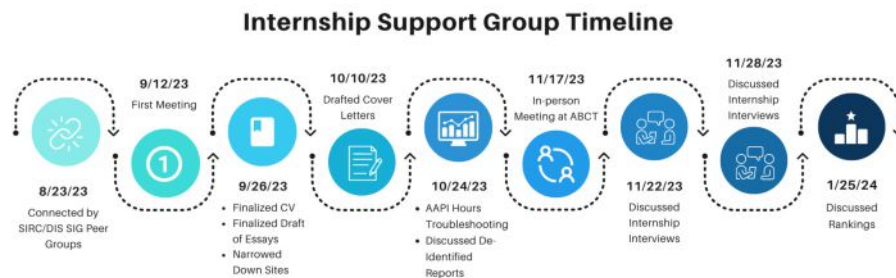 Internship Support Group Timeline
8/23/23
Connected by
SIRC/DIS SIG Peer
Groups
9/12/23
First Meeting
1
9/26/23
• Finalized CV
• Finalized Draft
of Essays
• Narrowed
Down Sites
10/10/23
Drafted Cover
Letters
10/24/23
• AAPI Hours
Troubleshooting
• Discussed De-
Identified
Reports
11/17/23
In-person
Meeting at ABCT
11/22/23
Discussed
Internship
Interviews
11/28/23
Discussed
Internship
Interviews
1/25/24
Discussed
Rankings